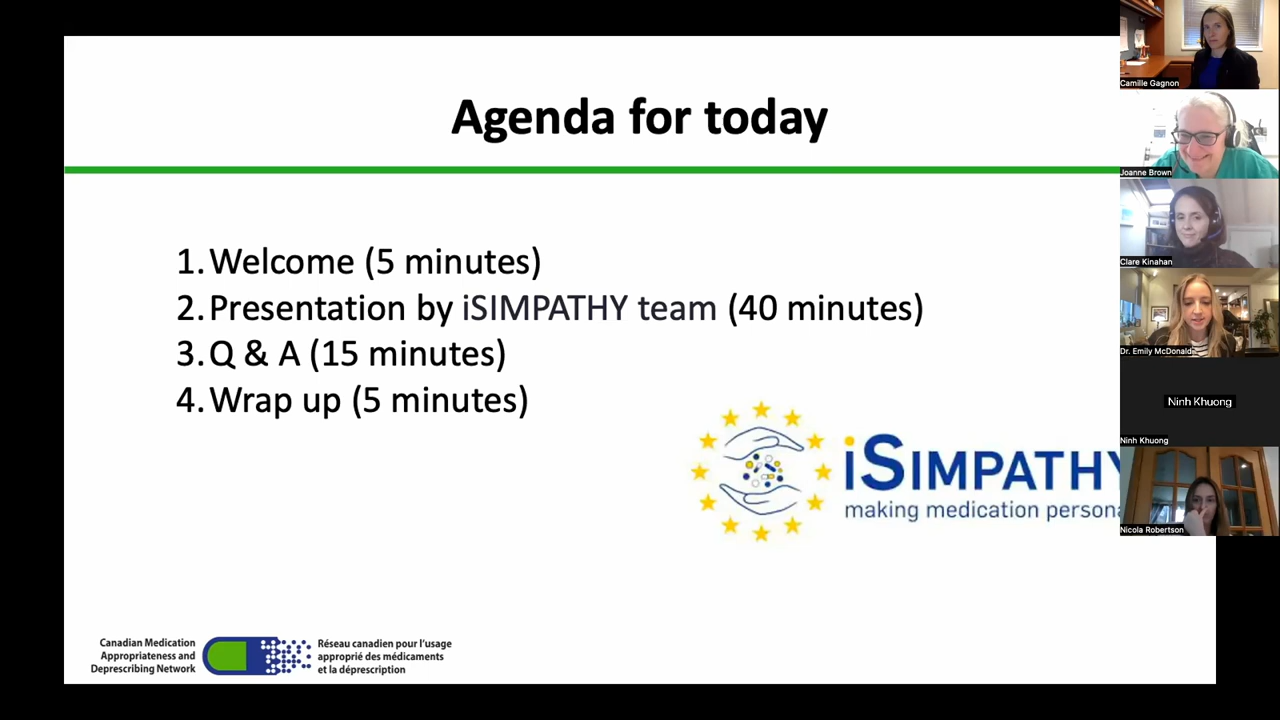 Agenda for today
1. Welcome (5 minutes)
2. Presentation by iSIMPATHY team (40 minutes)
3. Q & A (15 minutes)
4. Wrap up (5 minutes)
iSIMPATHY
making medication persona
Canadian Medication
Appropriateness and
Deprescribing Network
Réseau canadien pour l'usage
approprié des médicaments
et la déprescription
Camille Gagnon
Joanne Brown
Clare Kinahan
Dr. Emily McDonald
Ninh Khuong
Ninh Khuong
Nicola Robertson